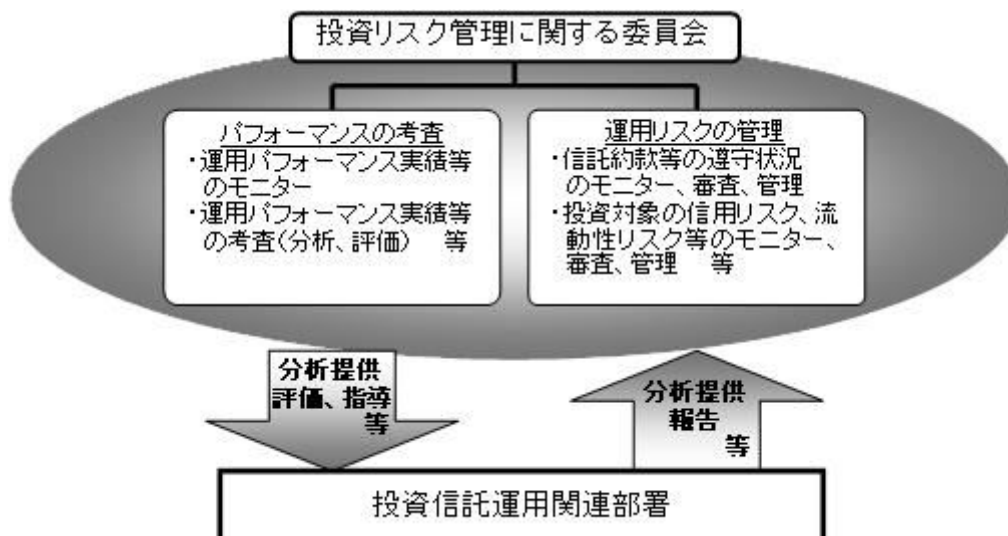 投資リスク管理に関する委員会
パフォーマンスの考査
・運用パフォーマンス実績等
のモニター
・運用パフォーマンス実績等
の考査(分析、評価) 等
運用リスクの管理
・信託約款等の遵守状況
のモニター、審査、管理
・投資対象の信用リスク、流
動性リスク等のモニター、
審査、管理 等
分析提供
評価、指導
等
分析提供
報告
等
投資信託運用関連部署